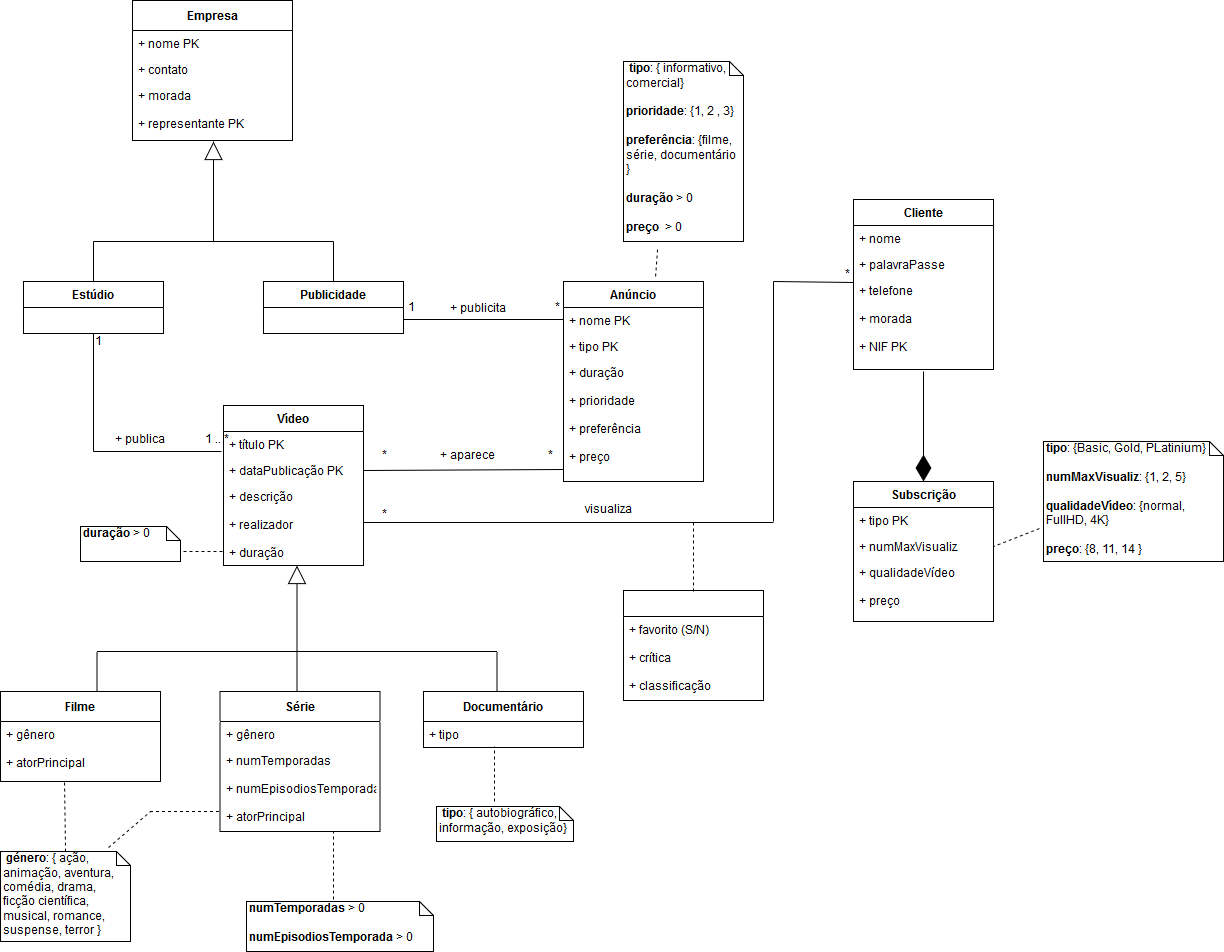 Empresa
+ nome PK
+ contato
+ morada
+ representante PK
tipo: { informativo,
comercial}
prioridade: {1, 2 , 3}
preferência: {filme,
série, documentário
}
duração > 0
preço > 0
Cliente
+ nome
+ palavraPasse
+ telefone
+ morada
+ NIF PK
*
Estúdio
1
Publicidade
1
+ publicita
*
Anúncio
+ nome PK
+ tipo PK
+ duração
+ prioridade
+ preferência
+ preço
+ publica
1 .. *
Vídeo
+ título PK
+ dataPublicação PK
+ descrição
+ realizador
+ duração
*
+ aparece
*
*
visualiza
duração > 0
tipo: {Basic, Gold, PLatinium}
numMaxVisualiz: {1, 2, 5}
qualidadeVídeo: {normal,
FullHD, 4K}
preço: {8, 11, 14 }
Subscrição
+ tipo PK
+ numMaxVisualiz
+ qualidadeVídeo
+ preço
+ favorito (S/N)
+ crítica
+ classificação
Filme
+ gênero
+ atorPrincipal
Série
+ gênero
+ numTemporadas
+ numEpisodiosTemporada
+ atorPrincipal
Documentário
+ tipo
tipo: { autobiográfico,
informação, exposição}
género: { ação,
animação, aventura,
comédia, drama,
ficção científica,
musical, romance,
suspense, terror }
numTemporadas > 0
numEpisodiosTemporada > 0